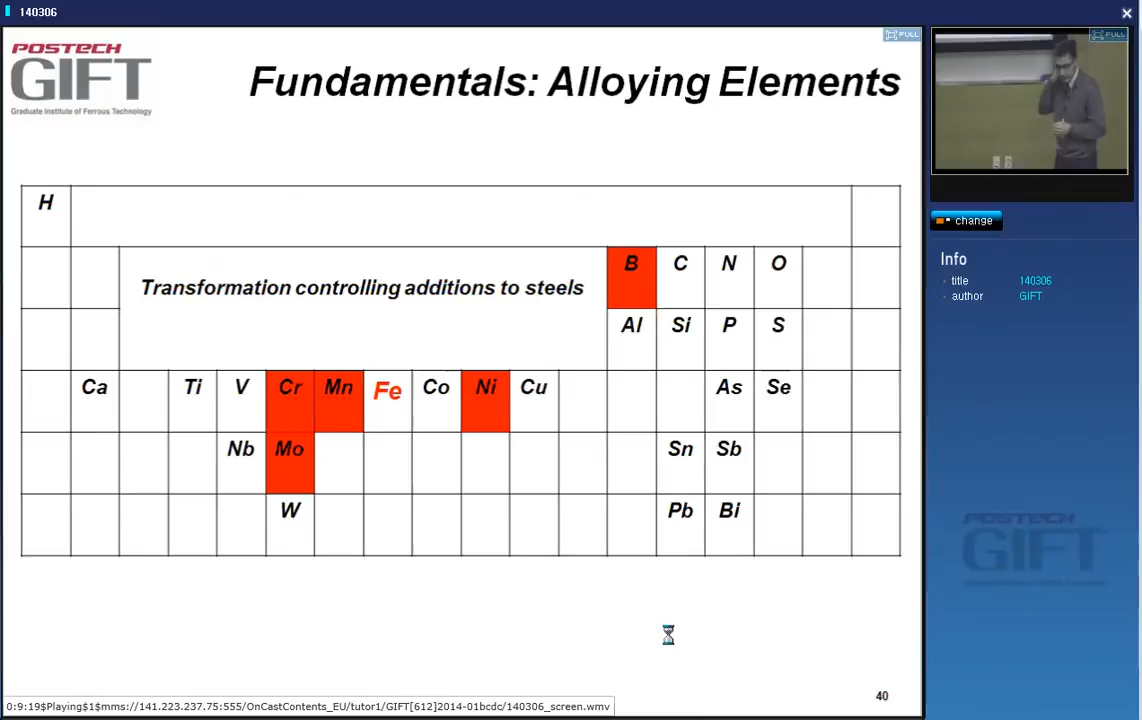 140306
POSTECH
GIFT
Graduate Institute of Ferrous Technology
Fundamentals: Alloying Elements
FULL
FULL
change
Info
title 140306
author GIFT
H
Transformation controlling additions to steels
B C N O
Al Si P S
Ca Ti V Cr Mn Fe Co Ni Cu As Se
Nb Mo Sn Sb
W Pb Bi
POSTECH
GIFT
40
0:9:19$Playing$1$mms://141.223.237.75:555/OnCastContents_EU/tutor1/GIFT[612]2014-01bcdc/140306_screen.wmv